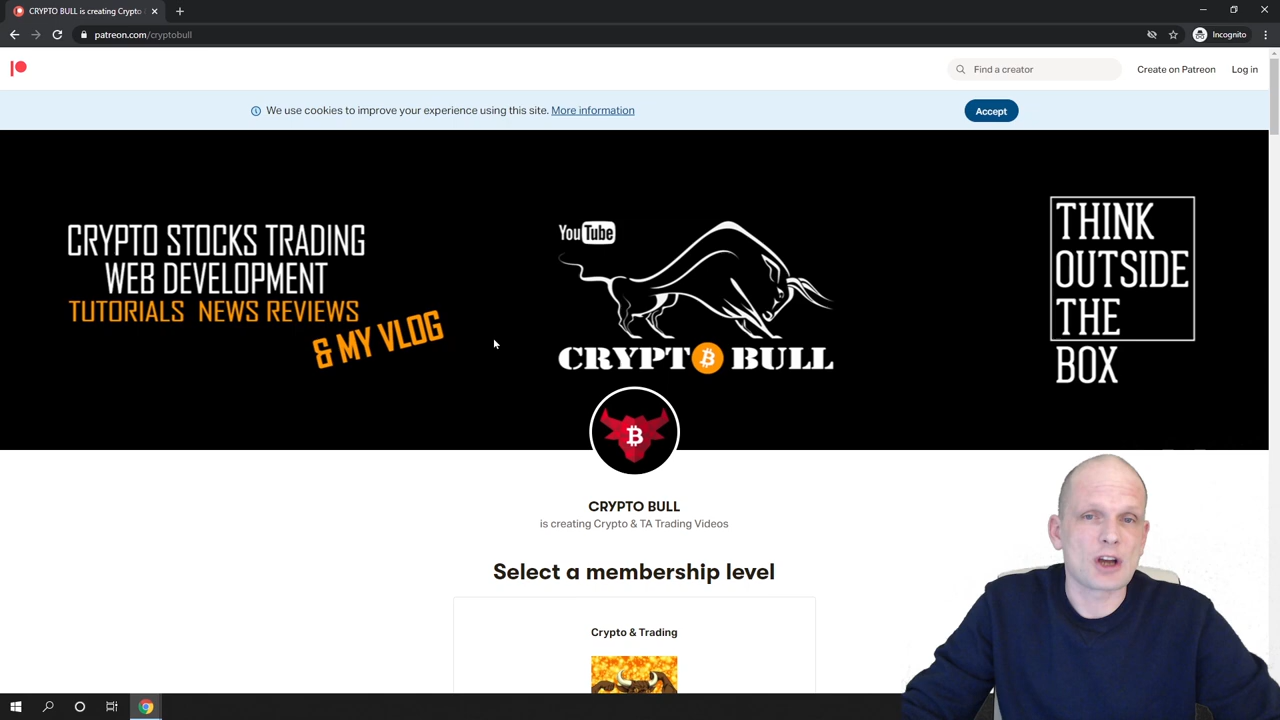 CRYPTO BULL is creating Crypto
patreon.com/cryptobull
Incognito
Find a creator
Create on Patreon
Log in
We use cookies to improve your experience using this site. More information
Accept
CRYPTO STOCKS TRADING
WEB DEVELOPMENT
TUTORIALS NEWS REVIEWS
& MY VLOG
YouTube
CRYPTO BULL
THINK
OUTSIDE
THE
BOX
CRYPTO BULL
is creating Crypto & TA Trading Videos
Select a membership level
Crypto & Trading